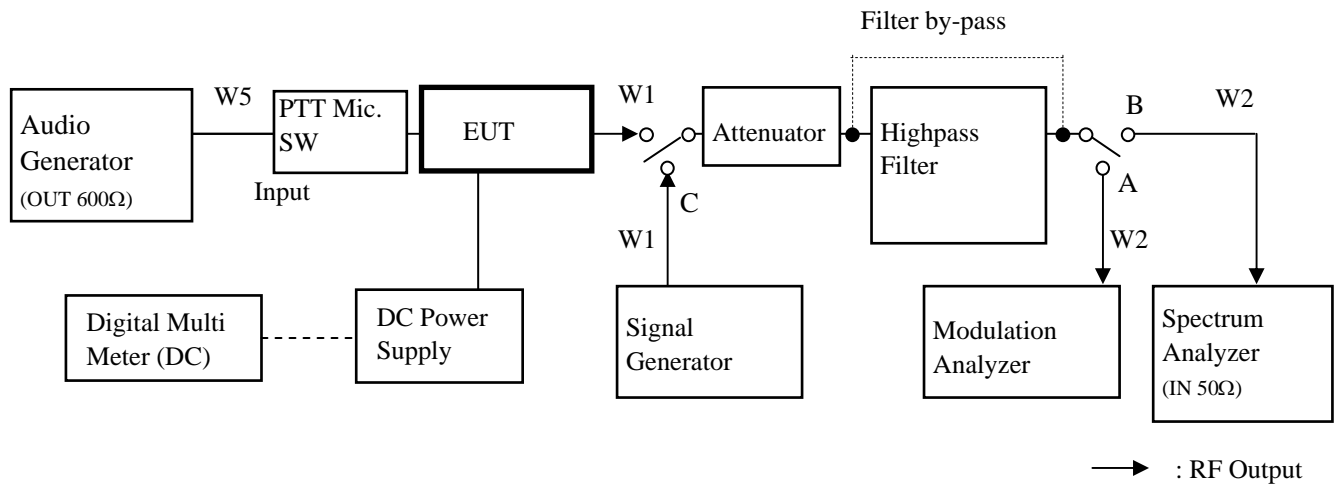 Filter by-pass
W5
W1
B
W2
Audio
Generator
(OUT 600Ω)
PTT Mic.
SW
Input
EUT
Attenuator
Highpass
Filter
C
A
W1
W2
Digital Multi
Meter (DC)
DC Power
Supply
Signal
Generator
Modulation
Analyzer
Spectrum
Analyzer
(IN 50Ω)
: RF Output